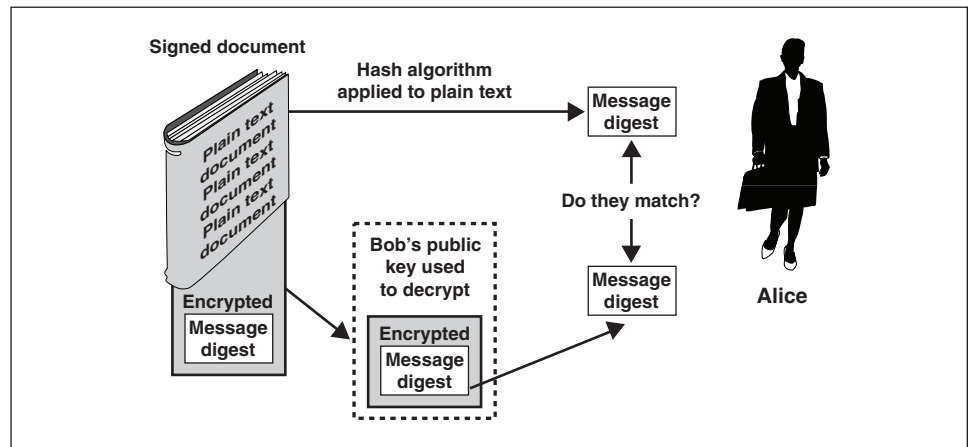 Signed document
Hash algorithm
applied to plain text
Message
digest
Plain text
document
Plain text
document
Plain text
document
Do they match?
Bob’s public
key used
to decrypt
Message
digest
Alice
Encrypted
Message
digest
Encrypted
Message
digest